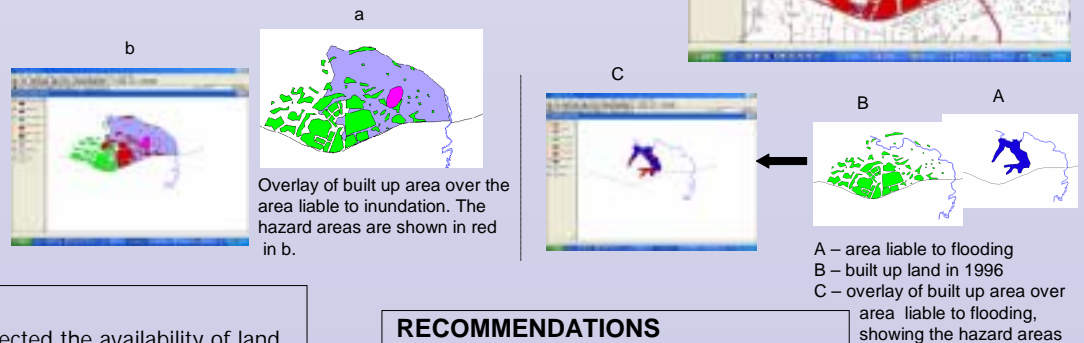 a
b
Overlay of built up area over the
area liable to inundation. The
hazard areas are shown in red
in b.
C
B
A
A – area liable to flooding
B – built up land in 1996
C – overlay of built up area over
area liable to flooding,
showing the hazard areas
ected the availability of land
RECOMMENDATIONS